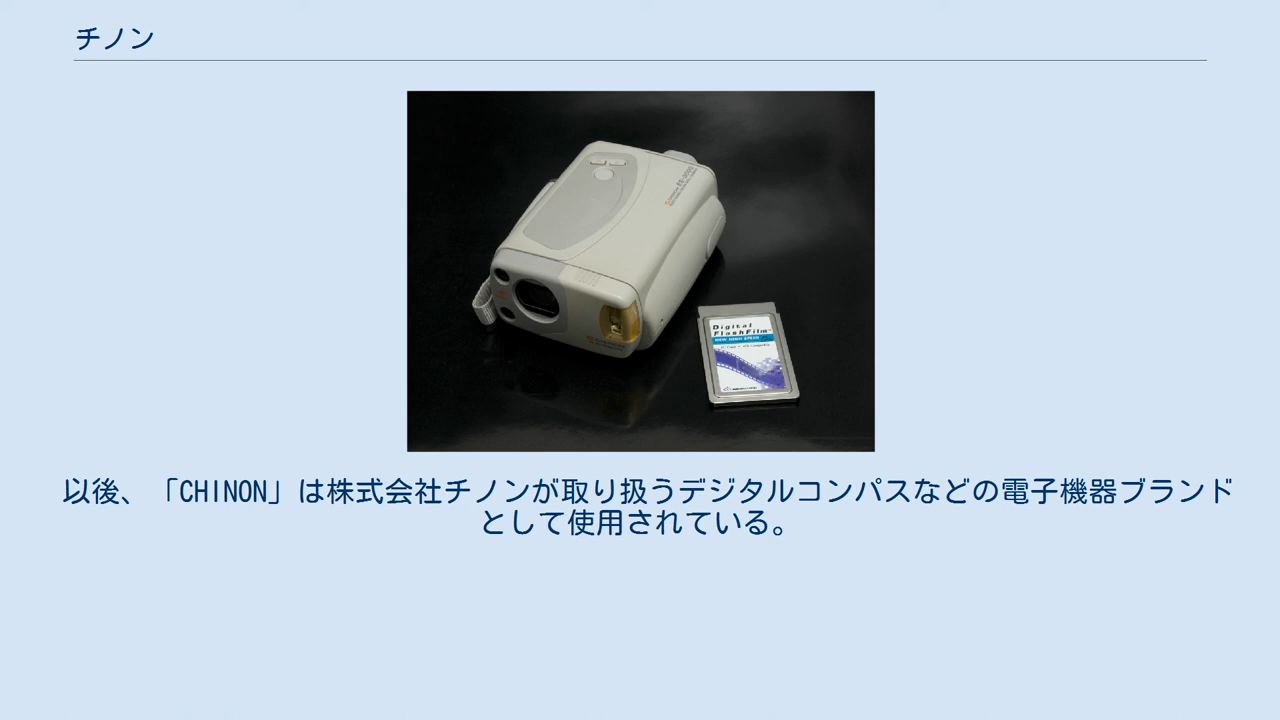 チノン
Digital
FlashFilm
以後、「CHINON」は株式会社チノンが取り扱うデジタルコンパスなどの電子機器ブランド
として使用されている。